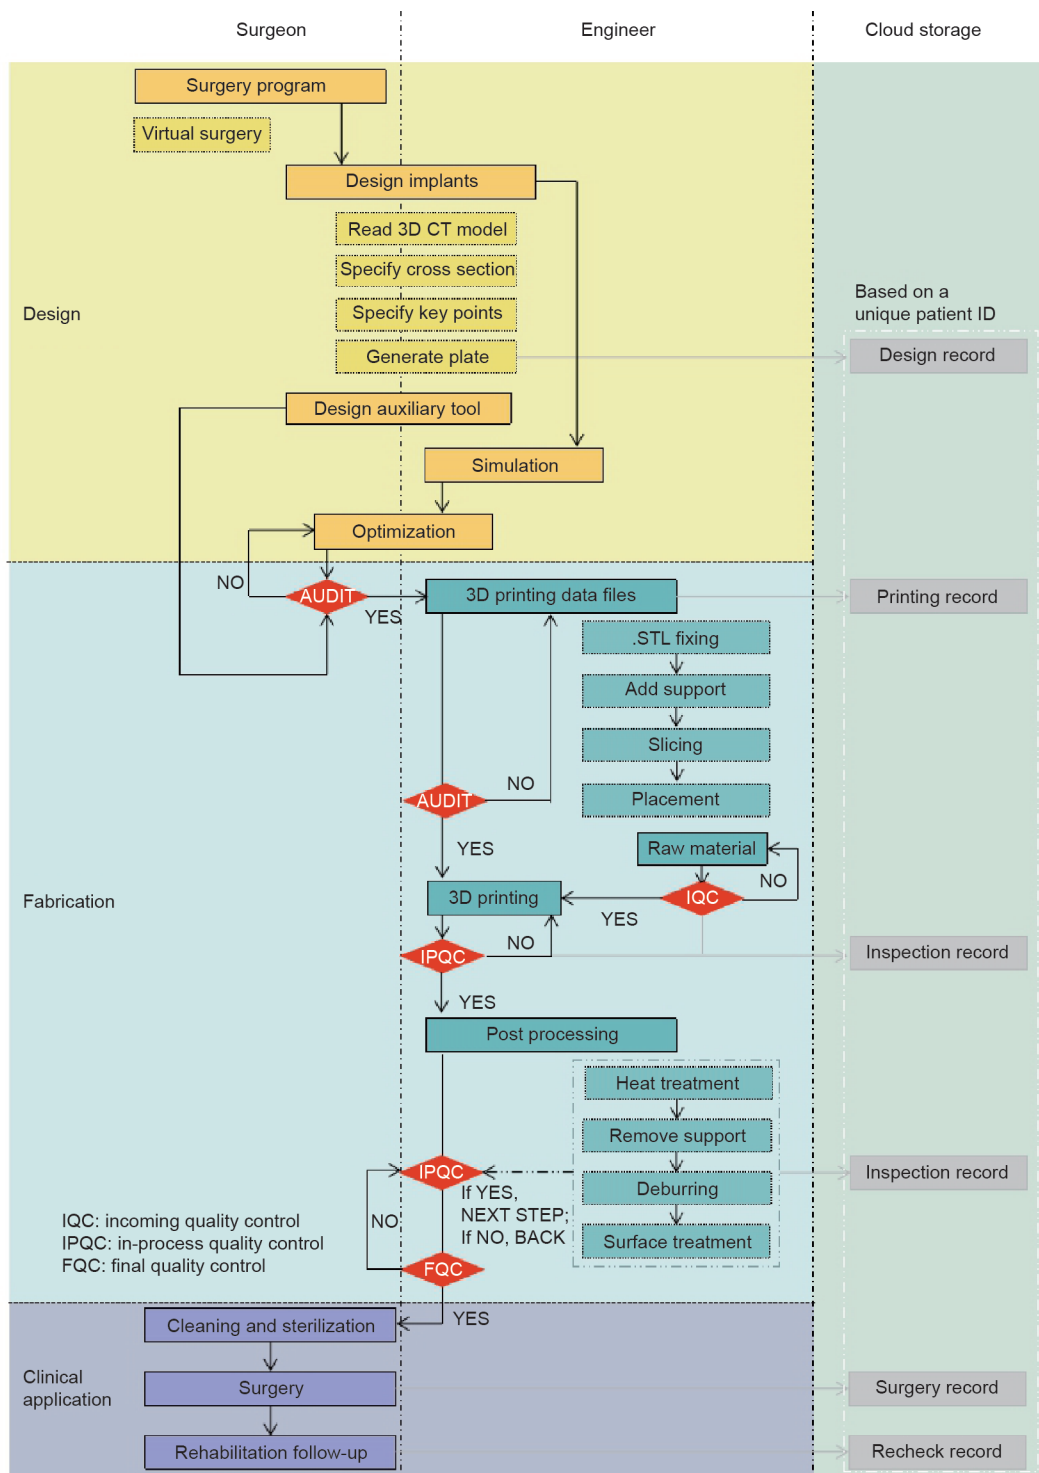 Surgeon
Engineer
Cloud storage
Surgery program
Virtual surgery
Design implants
Read 3D CT model
Specify cross section
Specify key points
Generate plate
Design
Based on a
unique patient ID
Design record
Design auxiliary tool
Simulation
Optimization
NO
AUDIT
YES
3D printing data files
Printing record
.STL fixing
Add support
Slicing
Placement
AUDIT
NO
YES
Raw material
NO
IQC
YES
3D printing
Fabrication
IPQC
NO
Inspection record
YES
Post processing
Heat treatment
Remove support
Deburring
Surface treatment
IPQC
Inspection record
If YES,
NEXT STEP;
If NO, BACK
NO
FQC
IQC: incoming quality control
IPQC: in-process quality control
FQC: final quality control
YES
Cleaning and sterilization
Clinical
application
Surgery
Surgery record
Rehabilitation follow-up
Recheck record